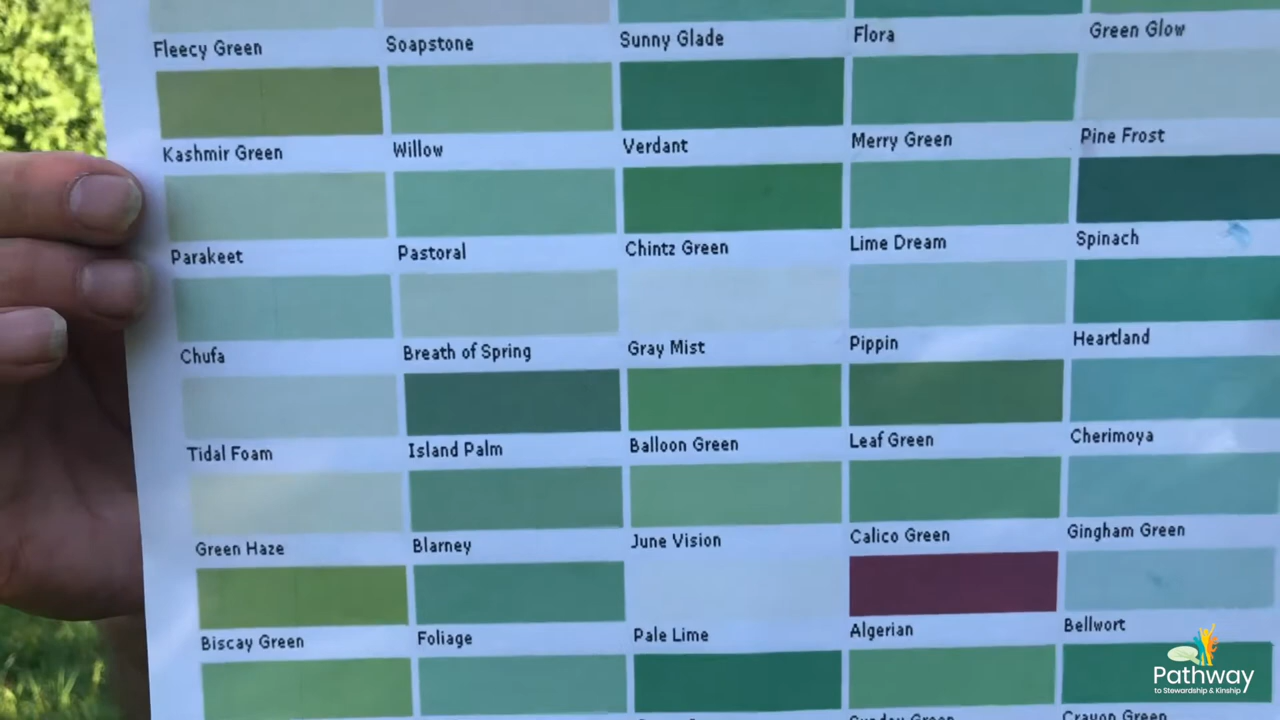 Fleecy Green
Soapstone
Sunny Glade
Flora
Green Glow
Kashmir Green
Willow
Verdant
Merry Green
Pine Frost
Parakeet
Pastoral
Chintz Green
Lime Dream
Spinach
Chufa
Breath of Spring
Gray Mist
Pippin
Heartland
Tidal Foam
Island Palm
Balloon Green
Leaf Green
Cherimoya
Green Haze
Blarney
June Vision
Calico Green
Gingham Green
Biscay Green
Foliage
Pale Lime
Algerian
Bellwort
Crayon Green
Pathway
to Stewardship & Kinship